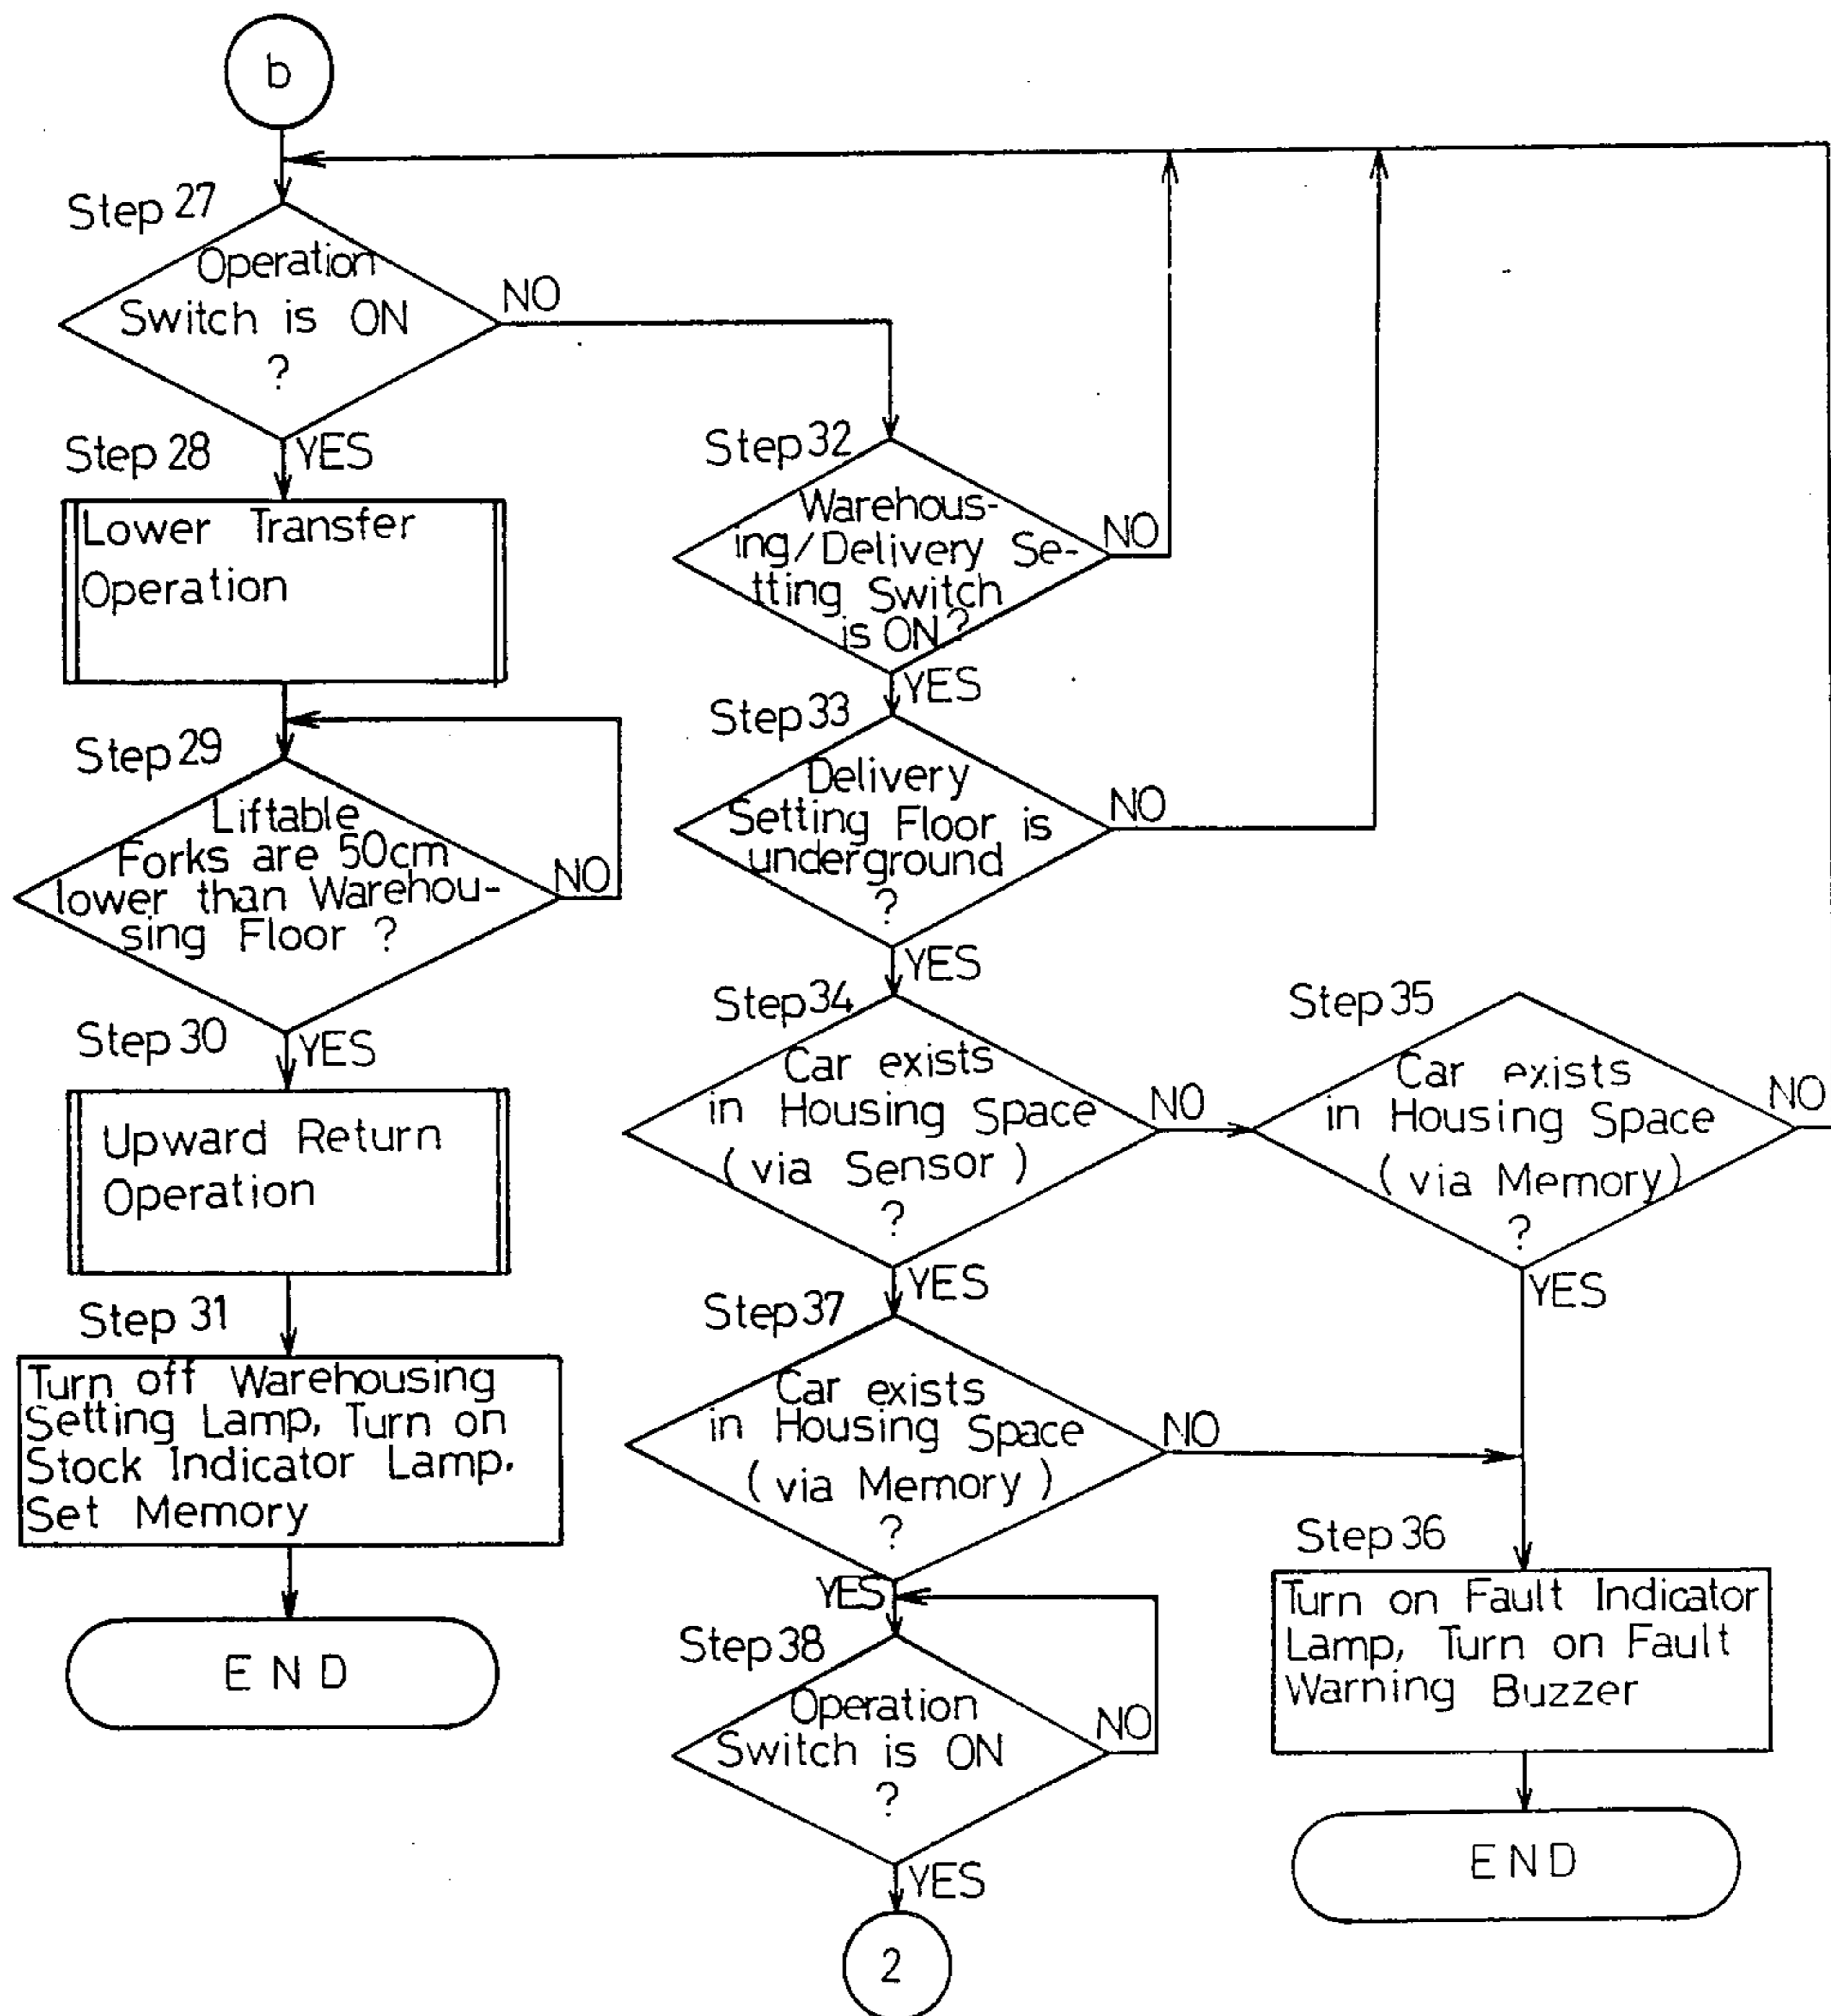 b
Step 27
Operation
Switch is ON
?
NO
YES
Step 28
Lower Transfer
Operation
Step 29
Liftable
Forks are 50cm
lower than Warehou-
sing Floor ?
NO
YES
Step 30
Upward Return
Operation
Step 31
Turn off Warehousing
Setting Lamp, Turn on
Stock Indicator Lamp.
Set Memory
END
Step 32
Warehous-
ing/Delivery Se-
tting Switch
is ON ?
NO
YES
Step 33
Delivery
Setting Floor is
underground
?
NO
YES
Step 34
Car exists
in Housing Space
(via Sensor)
?
NO
YES
Step 35
Car exists
in Housing Space
(via Memory)
?
NO
YES
Step 37
Car exists
in Housing Space
(via Memory)
?
NO
YES
Step 36
Turn on Fault Indicator
Lamp, Turn on Fault
Warning Buzzer
END
Step 38
Operation
Switch is ON
?
NO
YES
2